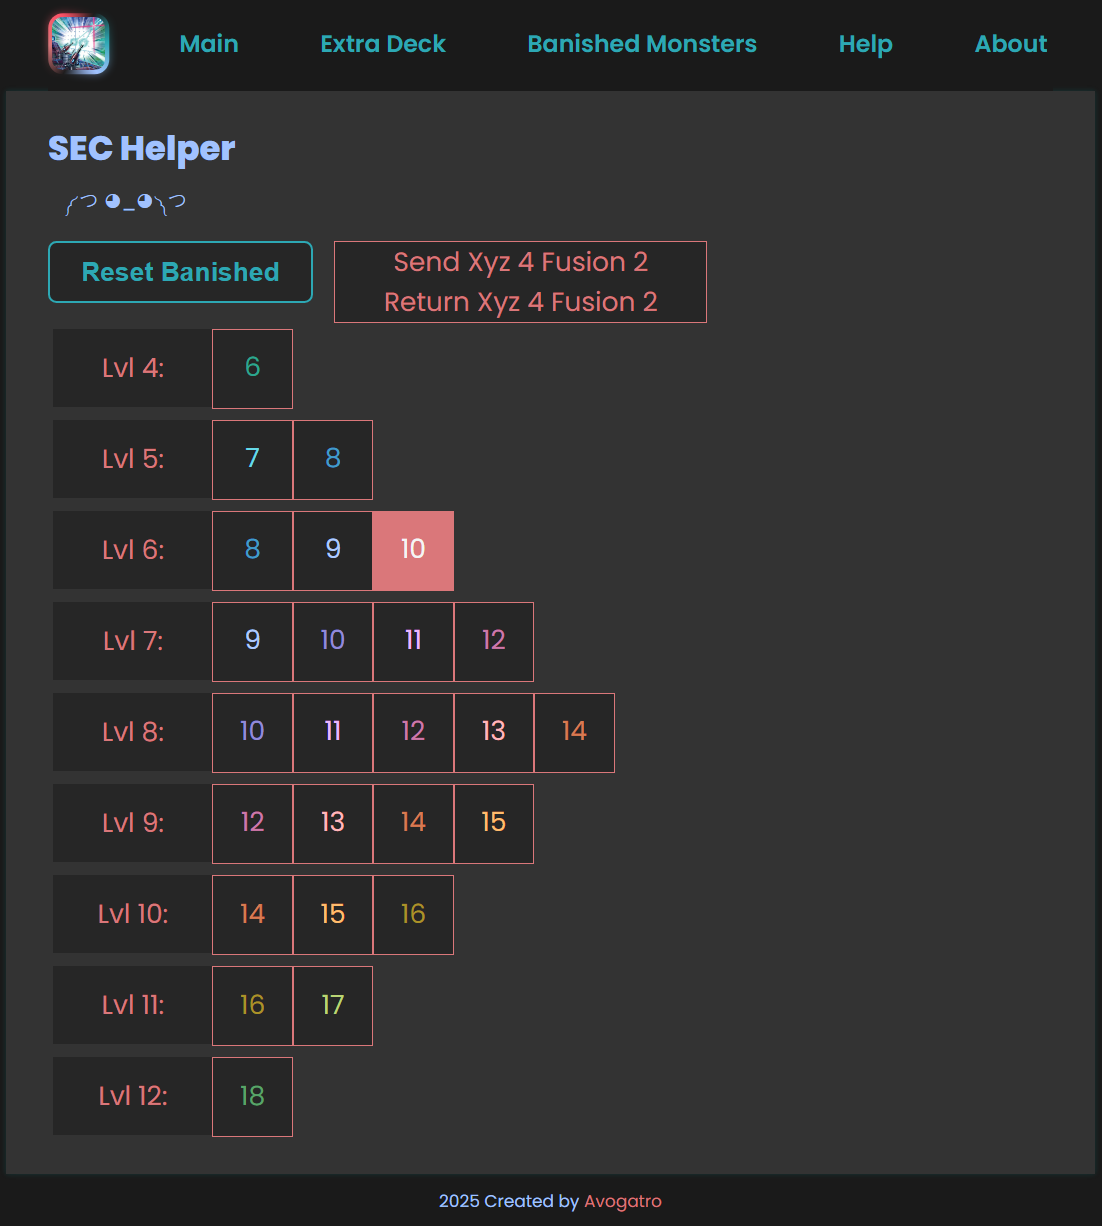 Main Extra Deck Banished Monsters Help About
SEC Helper
༼つ ◕_◕༽つ
Reset Banished
Send Xyz 4 Fusion 2
Return Xyz 4 Fusion 2
Lvl 4: 6
Lvl 5: 7 8
Lvl 6: 8 9 10
Lvl 7: 9 10 11 12
Lvl 8: 10 11 12 13 14
Lvl 9: 12 13 14 15
Lvl 10: 14 15 16
Lvl 11: 16 17
Lvl 12: 18
2025 Created by Avogatro